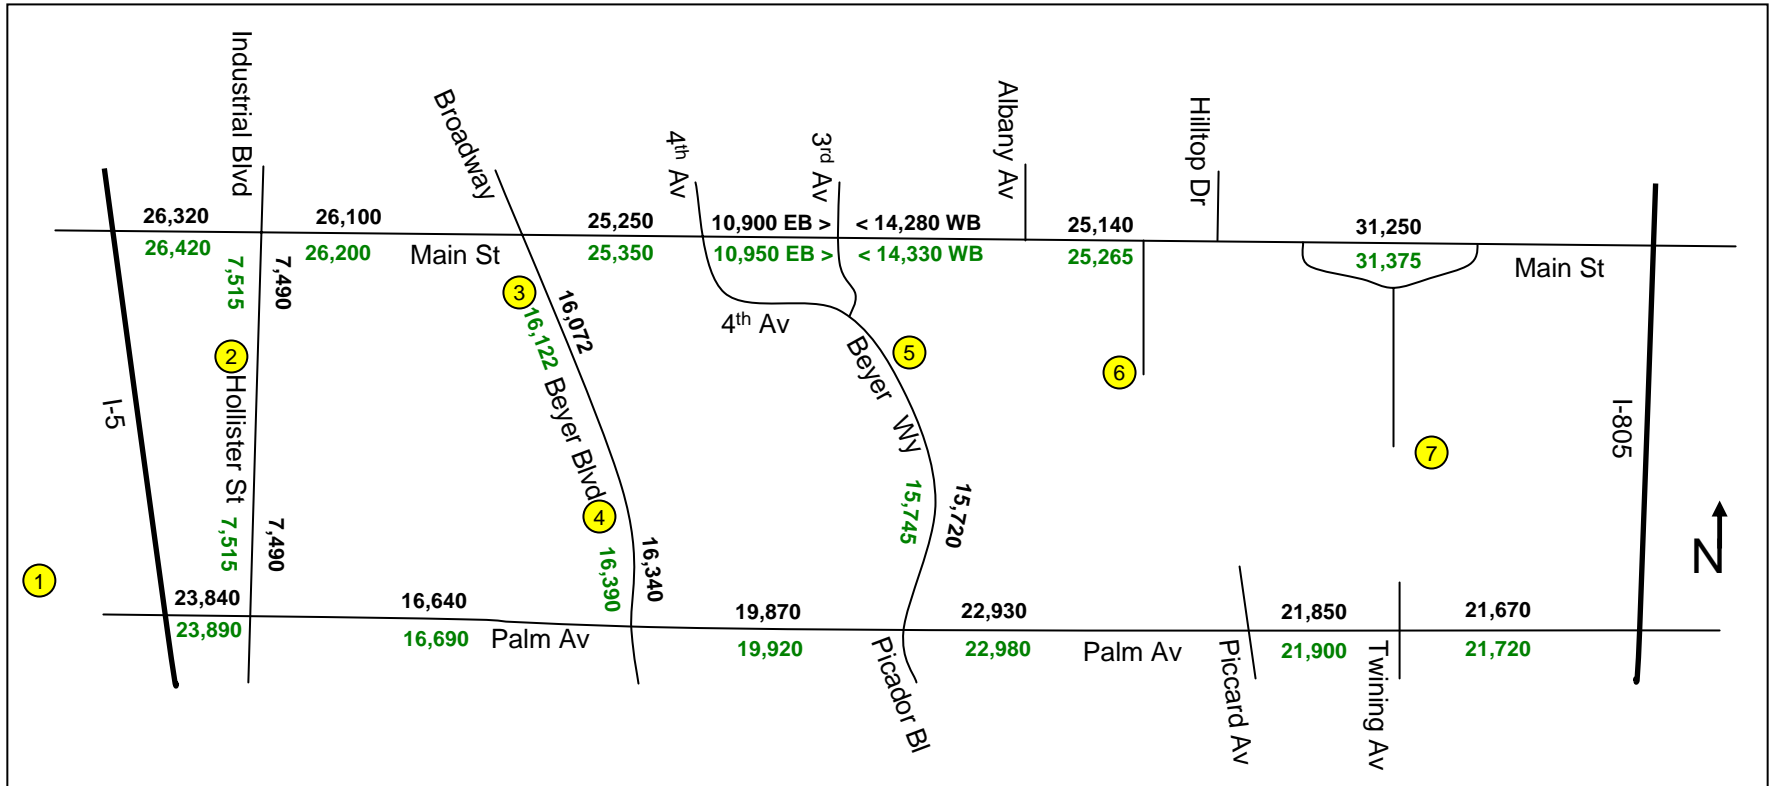 Industrial Blvd
Broadway
4th Av
3rd Av
Albany Av
Hilltop Dr
26,320
26,100
25,250
10,900 EB >
< 14,280 WB
25,140
31,250
26,420
26,200
Main St
25,350
10,950 EB >
< 14,330 WB
25,265
31,375
Main St
7,515
7,490
3
16,122
16,072
4th Av
2
Hollister St
Beyer Blvd
Beyer Wy
5
6
7
I-5
I-805
4
7,515
7,490
16,390
16,340
15,745
15,720
N
1
23,840
16,640
19,870
22,930
21,850
21,670
23,890
16,690
Palm Av
19,920
22,980
Palm Av
21,900
21,720
Picador Bl
Piccard Av
Twining Av